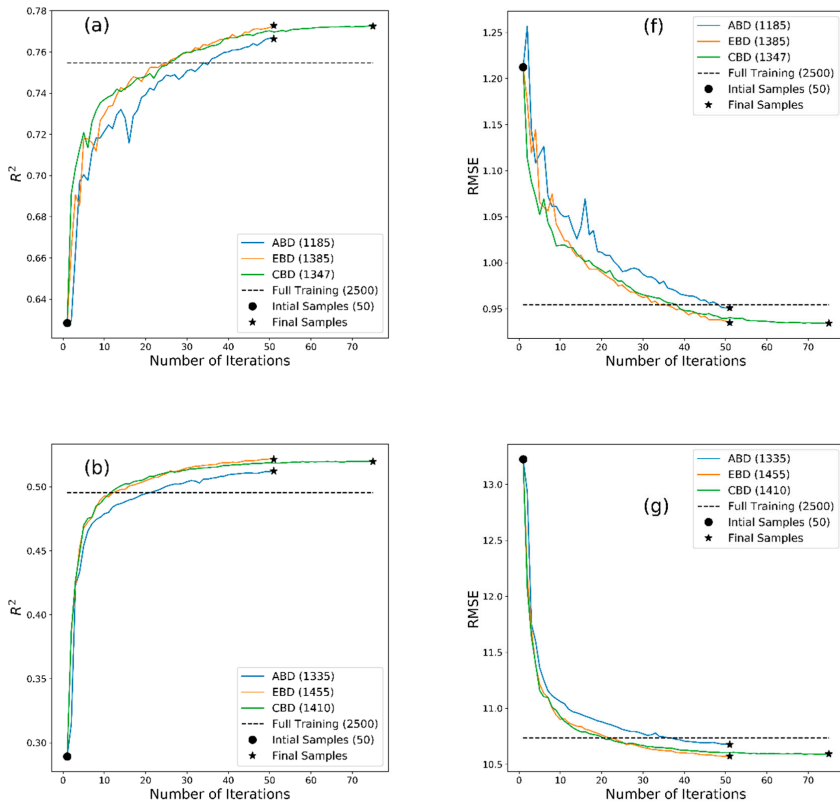 (a)
R²
0.78
0.76
0.74
0.72
0.70
0.68
0.66
0.64
ABD (1185)
EBD (1385)
CBD (1347)
Full Training (2500)
Intial Samples (50)
Final Samples
0 10 20 30 40 50 60 70
Number of Iterations
(f)
RMSE
1.25
1.20
1.15
1.10
1.05
1.00
0.95
ABD (1185)
EBD (1385)
CBD (1347)
Full Training (2500)
Intial Samples (50)
Final Samples
0 10 20 30 40 50 60 70
Number of Iterations
(b)
R²
0.50
0.45
0.40
0.35
0.30
ABD (1335)
EBD (1455)
CBD (1410)
Full Training (2500)
Intial Samples (50)
Final Samples
0 10 20 30 40 50 60 70
Number of Iterations
(g)
RMSE
13.0
12.5
12.0
11.5
11.0
10.5
ABD (1335)
EBD (1455)
CBD (1410)
Full Training (2500)
Intial Samples (50)
Final Samples
0 10 20 30 40 50 60 70
Number of Iterations